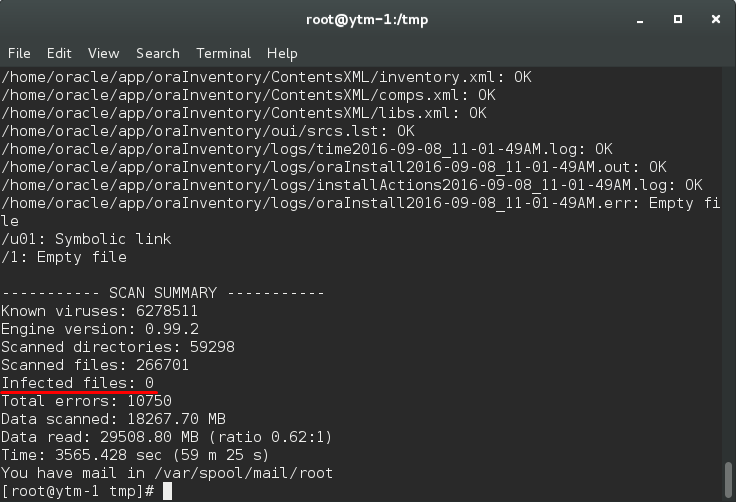 root@ytm-1:/tmp
File Edit View Search Terminal Help
/home/oracle/app/oraInventory/ContentsXML/inventory.xml: OK
/home/oracle/app/oraInventory/ContentsXML/comps.xml: OK
/home/oracle/app/oraInventory/ContentsXML/libs.xml: OK
/home/oracle/app/oraInventory/oui/srcs.lst: OK
/home/oracle/app/oraInventory/logs/time2016-09-08_11-01-49AM.log: OK
/home/oracle/app/oraInventory/logs/oraInstall2016-09-08_11-01-49AM.out: OK
/home/oracle/app/oraInventory/logs/installActions2016-09-08_11-01-49AM.log: OK
/home/oracle/app/oraInventory/logs/oraInstall2016-09-08_11-01-49AM.err: Empty fi
le
/u01: Symbolic link
/1: Empty file
----------- SCAN SUMMARY -----------
Known viruses: 6278511
Engine version: 0.99.2
Scanned directories: 59298
Scanned files: 266701
Infected files: 0
Total errors: 10750
Data scanned: 18267.70 MB
Data read: 29508.80 MB (ratio 0.62:1)
Time: 3565.428 sec (59 m 25 s)
You have mail in /var/spool/mail/root
[root@ytm-1 tmp]#